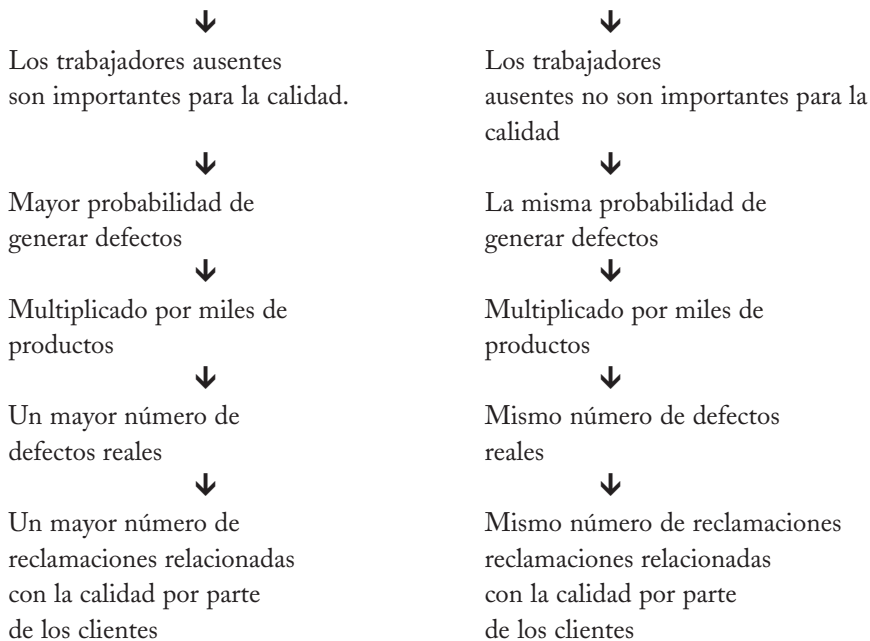 Los trabajadores ausentes
son importantes para la calidad.
Mayor probabilidad de
generar defectos
Multiplicado por miles de
productos
Un mayor número de
defectos reales
Un mayor número de
reclamaciones relacionadas
con la calidad por parte
de los clientes
Los trabajadores
ausentes no son importantes para la
calidad
La misma probabilidad de
generar defectos
Multiplicado por miles de
productos
Mismo número de defectos
reales
Mismo número de reclamaciones
reclamaciones relacionadas
con la calidad por parte
de los clientes